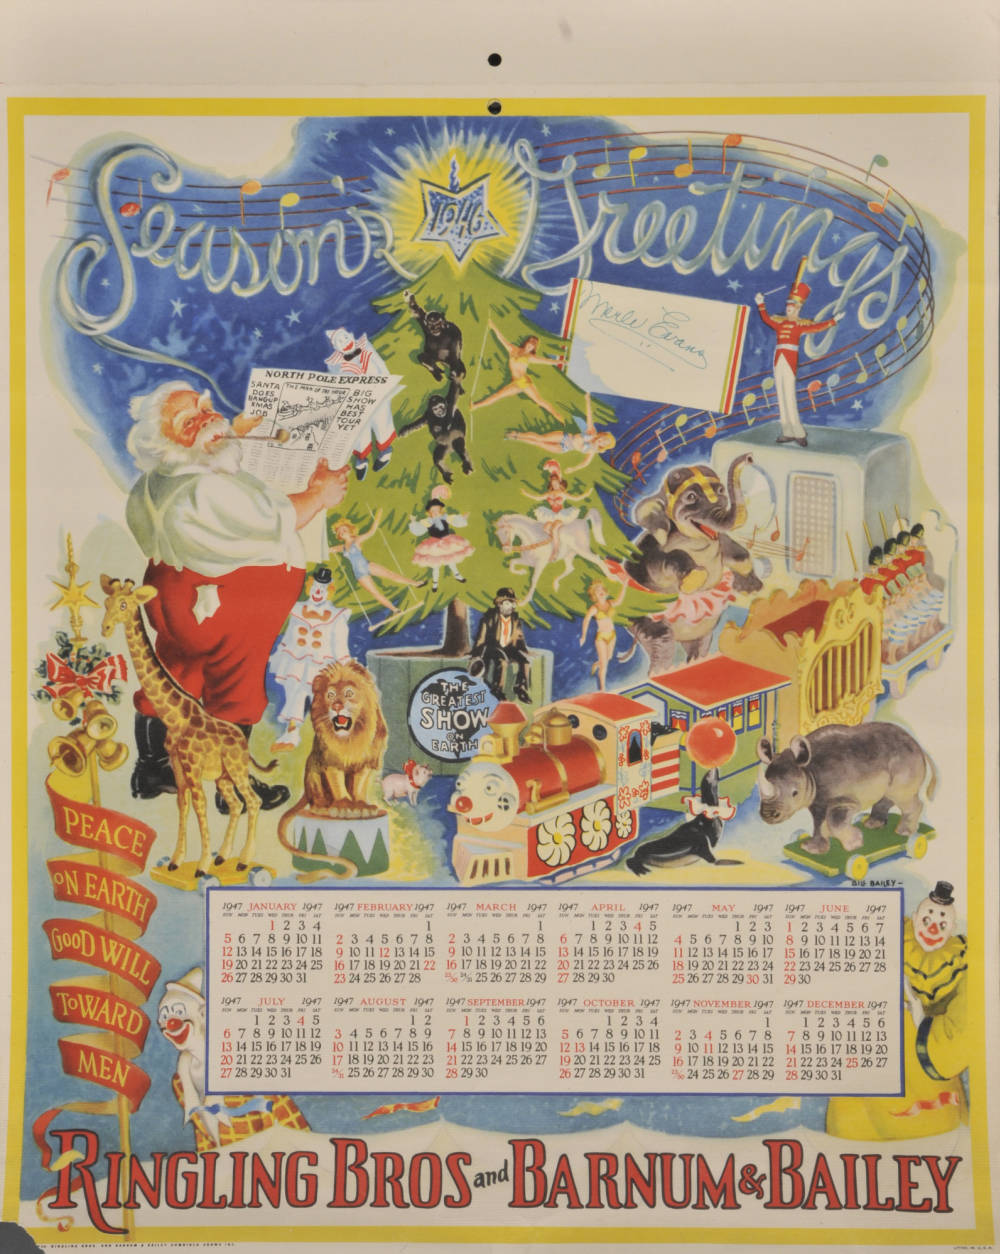 Season's Greetings
1946
Merle Evans
NORTH POLE EXPRESS
SANTA DOES BANGUP XMAS JOB
THE MAN OF THE HOUR
BIG SHOW HAS BEST TOUR YET
THE
GREATEST
SHOW
ON
EARTH
PEACE
ON EARTH
GOOD WILL
TOWARD
MEN
BILL BAILEY
1947 JANUARY 1947
SUN MON TUES WED THUR FRI SAT
1 2 3 4
5 6 7 8 9 10 11
12 13 14 15 16 17 18
19 20 21 22 23 24 25
26 27 28 29 30 31
1947 FEBRUARY 1947
SUN MON TUES WED THUR FRI SAT
1
2 3 4 5 6 7 8
9 10 11 12 13 14 15
16 17 18 19 20 21 22
23 24 25 26 27 28
1947 MARCH 1947
SUN MON TUES WED THUR FRI SAT
1
2 3 4 5 6 7 8
9 10 11 12 13 14 15
16 17 18 19 20 21 22
23/30 24/31 25 26 27 28 29
1947 APRIL 1947
SUN MON TUES WED THUR FRI SAT
1 2 3 4 5
6 7 8 9 10 11 12
13 14 15 16 17 18 19
20 21 22 23 24 25 26
27 28 29 30
1947 MAY 1947
SUN MON TUES WED THUR FRI SAT
1 2 3
4 5 6 7 8 9 10
11 12 13 14 15 16 17
18 19 20 21 22 23 24
25 26 27 28 29 30 31
1947 JUNE 1947
SUN MON TUES WED THUR FRI SAT
1 2 3 4 5 6 7
8 9 10 11 12 13 14
15 16 17 18 19 20 21
22 23 24 25 26 27 28
29 30
1947 JULY 1947
SUN MON TUES WED THUR FRI SAT
1 2 3 4 5
6 7 8 9 10 11 12
13 14 15 16 17 18 19
20 21 22 23 24 25 26
27 28 29 30 31
1947 AUGUST 1947
SUN MON TUES WED THUR FRI SAT
1 2
3 4 5 6 7 8 9
10 11 12 13 14 15 16
17 18 19 20 21 22 23
24/31 25 26 27 28 29 30
1947 SEPTEMBER 1947
SUN MON TUES WED THUR FRI SAT
1 2 3 4 5 6
7 8 9 10 11 12 13
14 15 16 17 18 19 20
21 22 23 24 25 26 27
28 29 30
1947 OCTOBER 1947
SUN MON TUES WED THUR FRI SAT
1 2 3 4
5 6 7 8 9 10 11
12 13 14 15 16 17 18
19 20 21 22 23 24 25
26 27 28 29 30 31
1947 NOVEMBER 1947
SUN MON TUES WED THUR FRI SAT
1
2 3 4 5 6 7 8
9 10 11 12 13 14 15
16 17 18 19 20 21 22
23/30 24 25 26 27 28 29
1947 DECEMBER 1947
SUN MON TUES WED THUR FRI SAT
1 2 3 4 5 6
7 8 9 10 11 12 13
14 15 16 17 18 19 20
21 22 23 24 25 26 27
28 29 30 31
RINGLING BROS and BARNUM & BAILEY
RINGLING BROS. AND BARNUM & BAILEY COMBINED SHOWS INC.
LITHO. IN U.S.A.